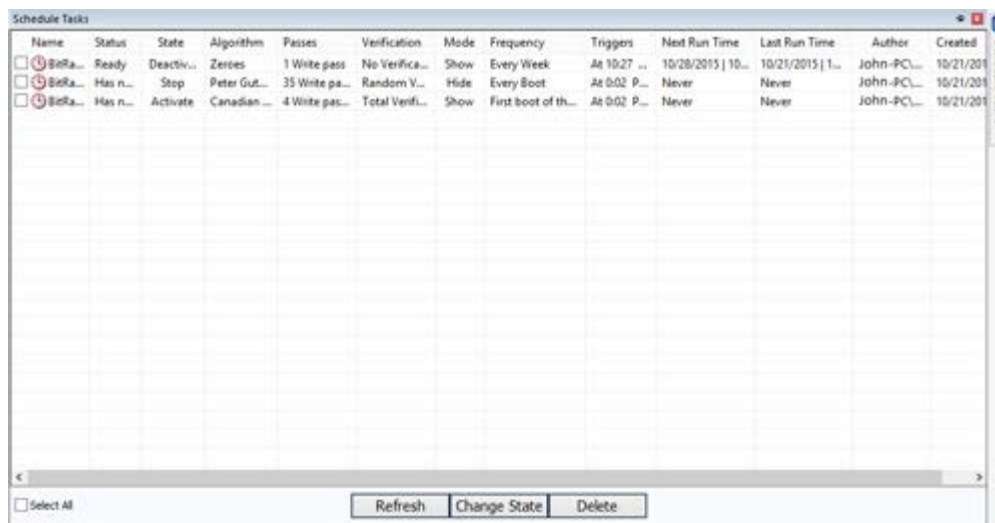 Schedule Tasks
Name Status State Algorithm Passes Verification Mode Frequency Triggers Next Run Time Last Run Time Author Created
BitRa... Ready Deactiv... Zeroes 1 Write pass No Verifica... Show Every Week At 10:27 ... 10/28/2015 | 10... 10/21/2015 | 1... John-PC\... 10/21/201
BitRa... Has n... Stop Peter Gut... 35 Write pa... Random V... Hide Every Boot At 0:02 P... Never Never John-PC\... 10/21/201
BitRa... Has n... Activate Canadian ... 4 Write pas... Total Verifi... Show First boot of th... At 0:02 P... Never Never John-PC\... 10/21/201
Select All Refresh Change State Delete